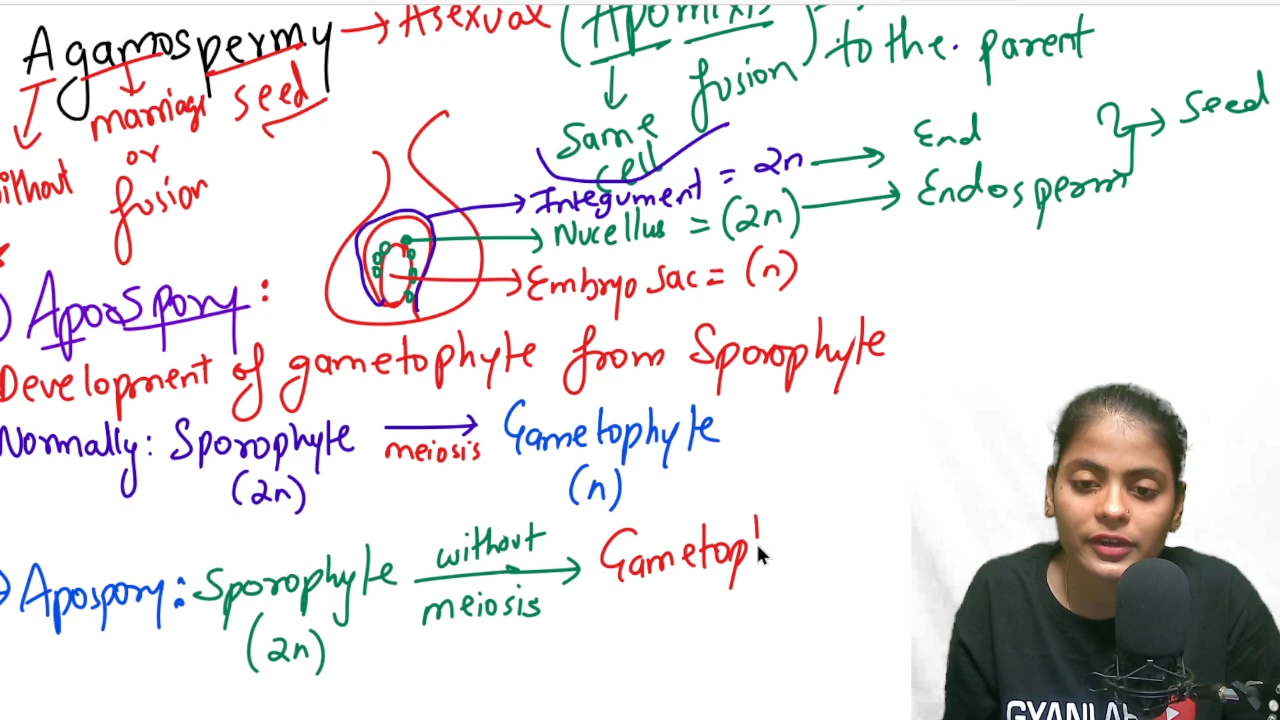 Agamospermy → Asexual (Apomixis)
marriage seed fusion to the parent
ithout or Same
fusion cell
Integument = 2n → End
Nucellus = (2n) → Endosperm → Seed
Embryo sac = (n)
) Apospory :
Development of gametophyte from Sporophyte
Normally: Sporophyte → meiosis Gametophyte
(2n) (n)
Apospory: Sporophyte without meiosis → Gametop
(2n)
GYANLA